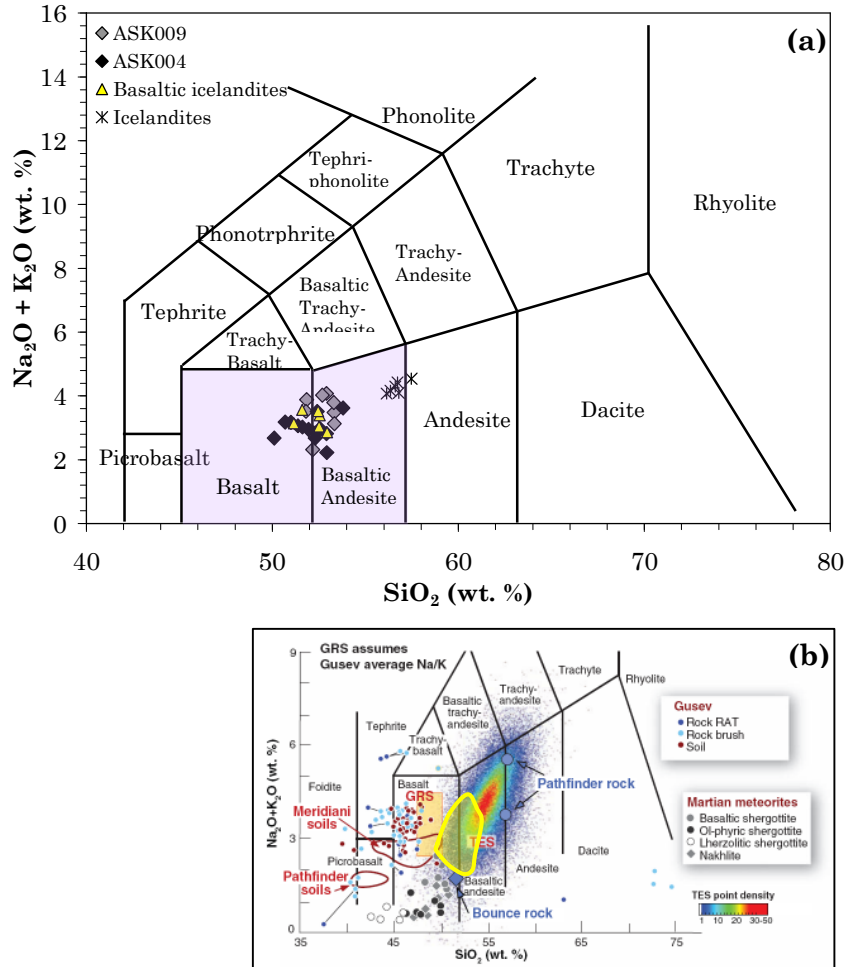 16
14
12
10
8
6
4
2
0
Na₂O + K₂O (wt. %)
40
50
60
70
80
SiO₂ (wt. %)
(a)
ASK009
ASK004
Basaltic icelandites
Icelandites
Phonolite
Tephri-
phonolite
Trachyte
Rhyolite
Phonotrphrite
Trachy-
Andesite
Basaltic
Trachy-
Andesite
Tephrite
Trachy-
Basalt
Andesite
Dacite
Picrobasalt
Basalt
Basaltic
Andesite
(b)
GRS assumes
Gusev average Na/K
9
6
3
0
Na₂O+K₂O (wt. %)
35
45
55
65
75
SiO₂ (wt. %)
Trachyte
Rhyolite
Trachy-
andesite
Basaltic
trachy-
andesite
Tephrite
Trachy-
basalt
Foidite
Basalt
GRS
Meridiani
soils
Pathfinder rock
TES
Picrobasalt
Pathfinder
soils
Basaltic
andesite
Andesite
Dacite
Bounce rock
Gusev
Rock RAT
Rock brush
Soil
Martian meteorites
Basaltic shergottite
Ol-phyric shergottite
Lherzolitic shergottite
Nakhlite
TES point density
1 10 20 30-50